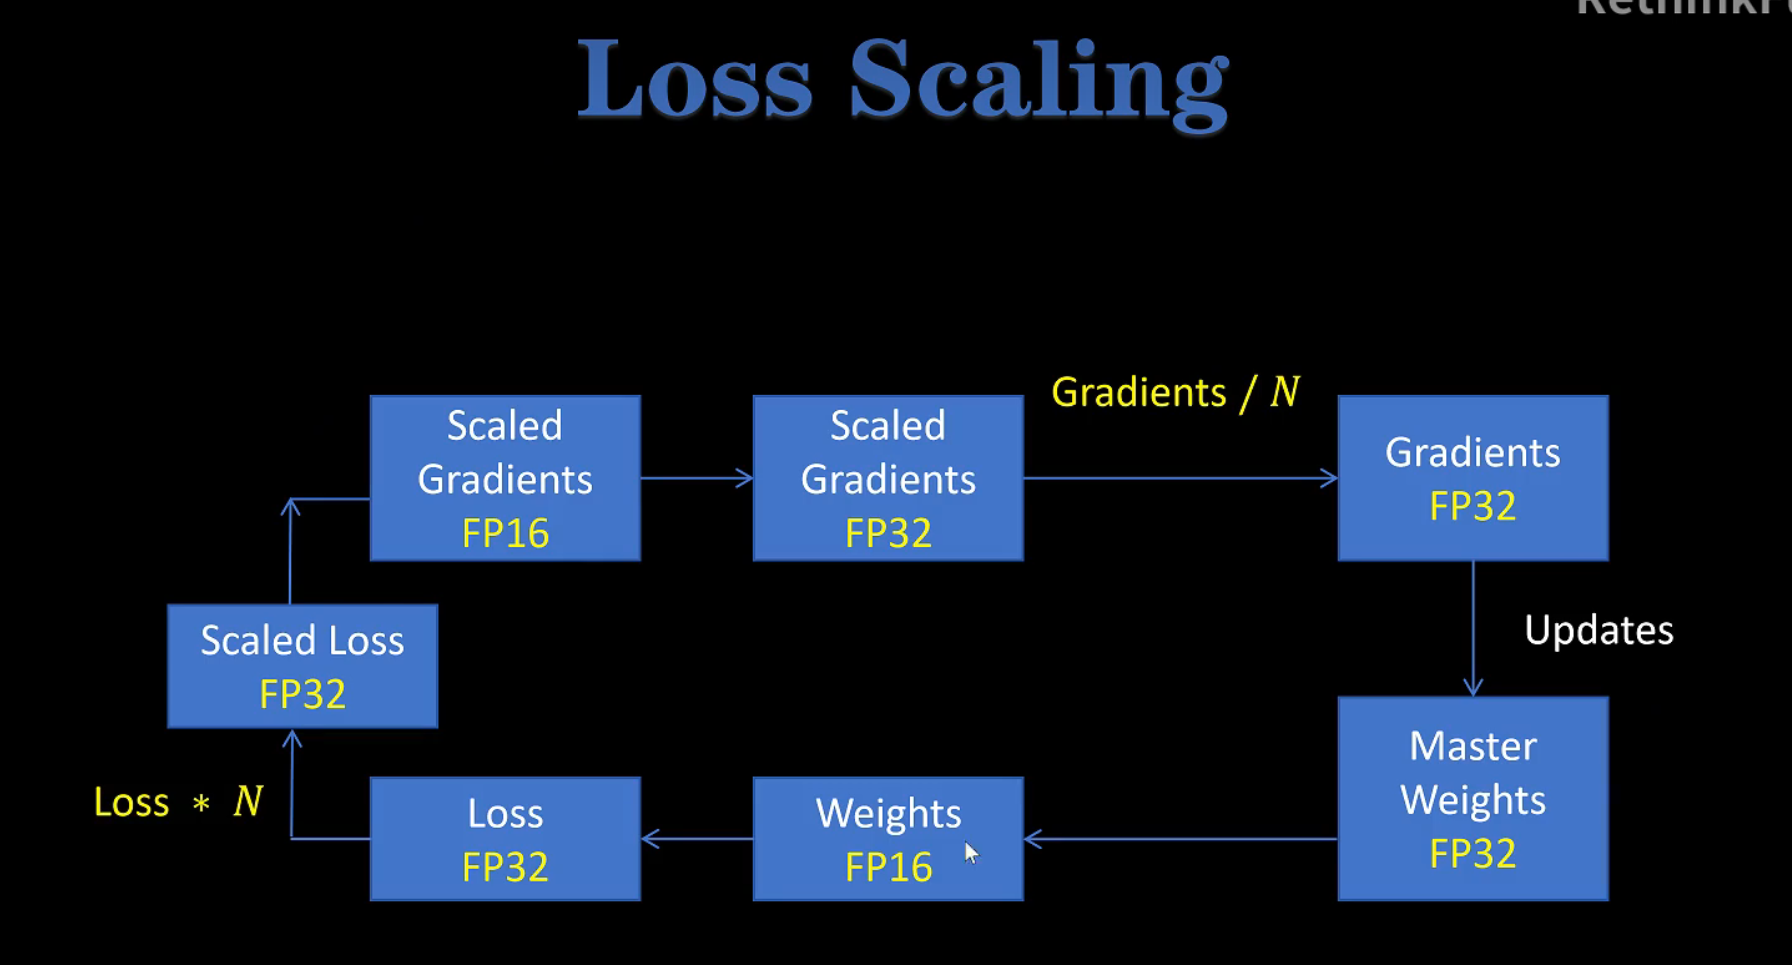 Loss Scaling
Gradients / N
Scaled
Gradients
FP16
Scaled
Gradients
FP32
Gradients
FP32
Updates
Scaled Loss
FP32
Loss * N
Loss
FP32
Weights
FP16
Master
Weights
FP32